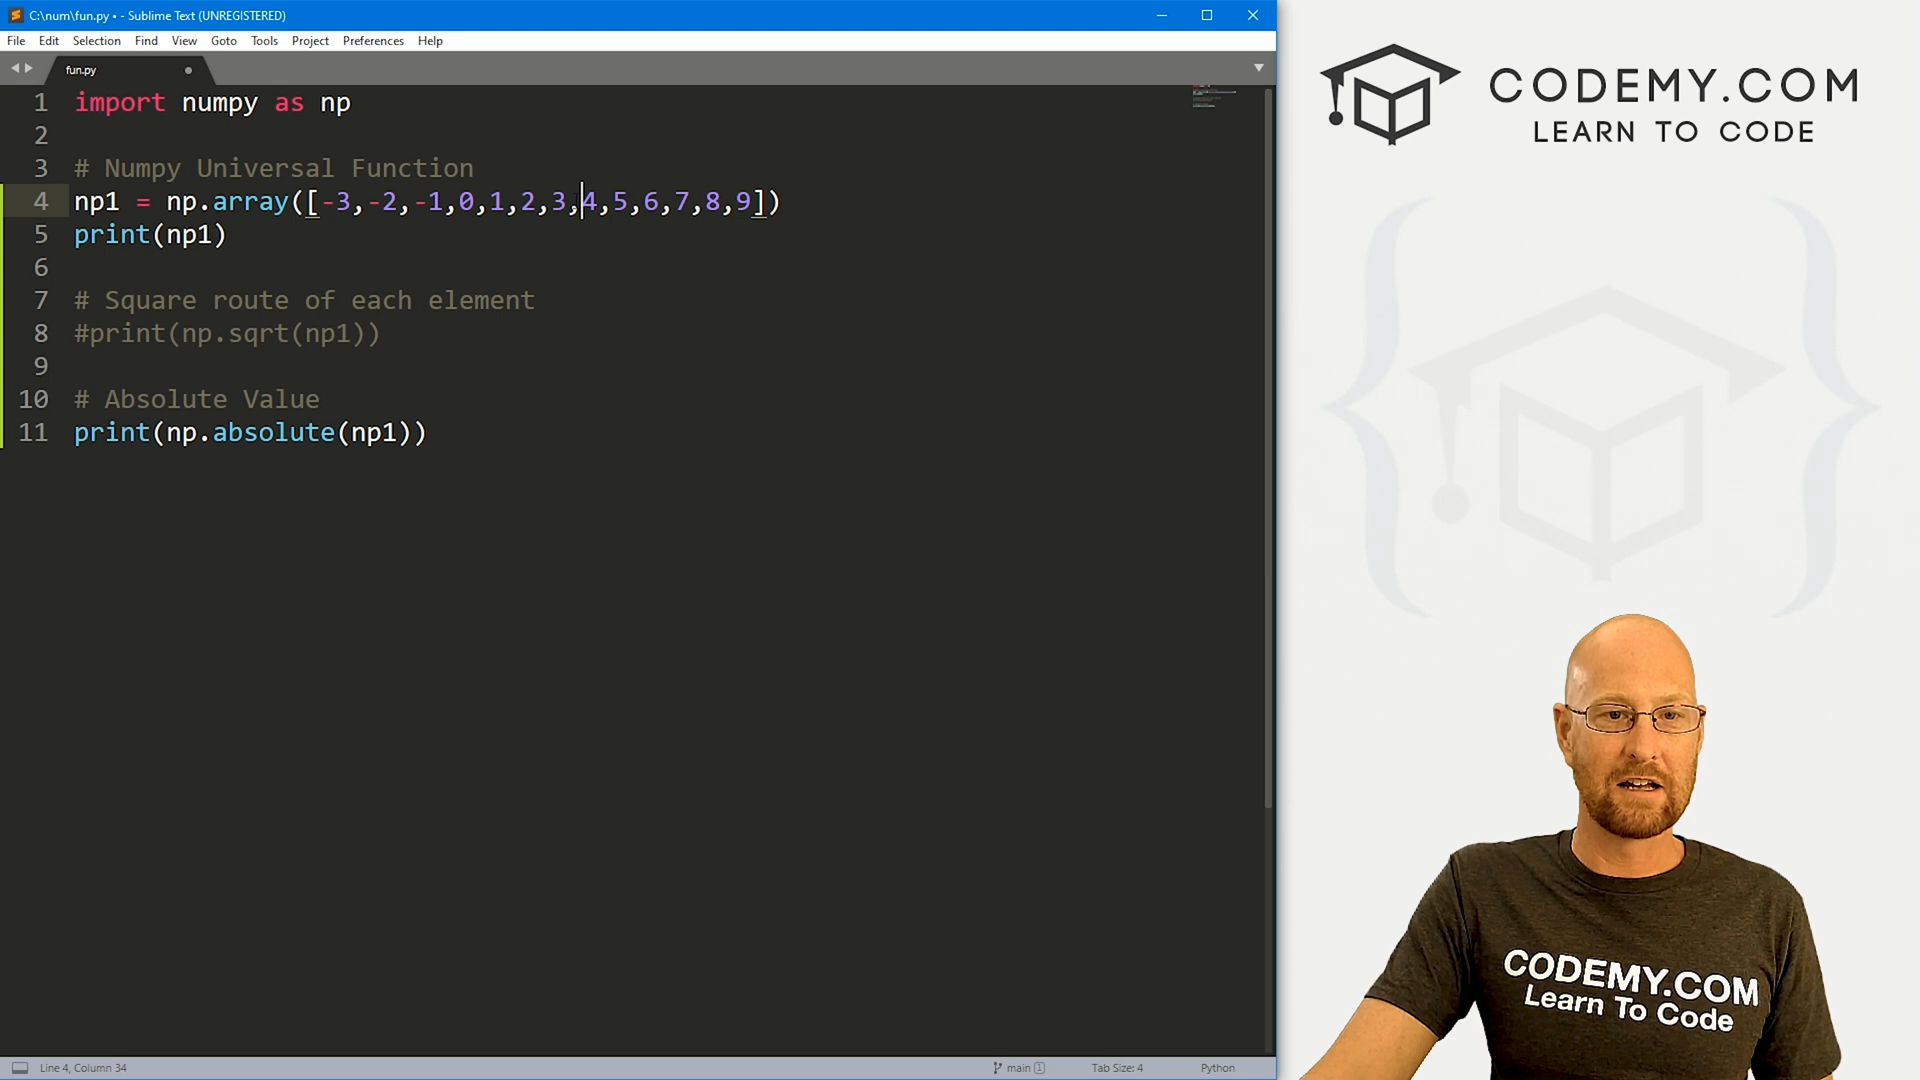 C:\num\fun.py • - Sublime Text (UNREGISTERED)
File Edit Selection Find View Goto Tools Project Preferences Help
fun.py
1 import numpy as np
2
3 # Numpy Universal Function
4 np1 = np.array([-3,-2,-1,0,1,2,3,4,5,6,7,8,9])
5 print(np1)
6
7 # Square route of each element
8 #print(np.sqrt(np1))
9
10 # Absolute Value
11 print(np.absolute(np1))
Line 4, Column 34
main 1
Tab Size: 4
Python
CODEMY.COM
LEARN TO CODE
CODEMY.COM
Learn To Code